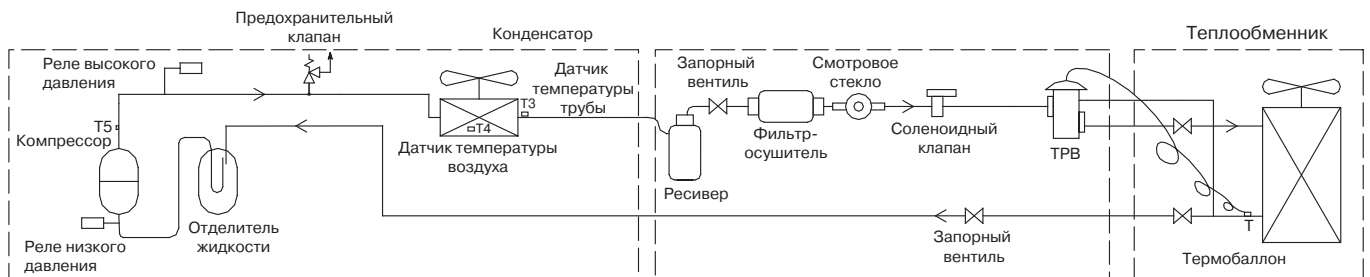 Предохранительный
клапан
Конденсатор
Теплообменник
Реле высокого
давления
Датчик
температуры
трубы
Запорный
вентиль
Смотровое
стекло
T3
T5
Компрессор
T4
Датчик температуры
воздуха
Фильтр-
осушитель
Соленоидный
клапан
ТРВ
Ресивер
Отделитель
жидкости
Реле низкого
давления
Запорный
вентиль
T
Термобаллон